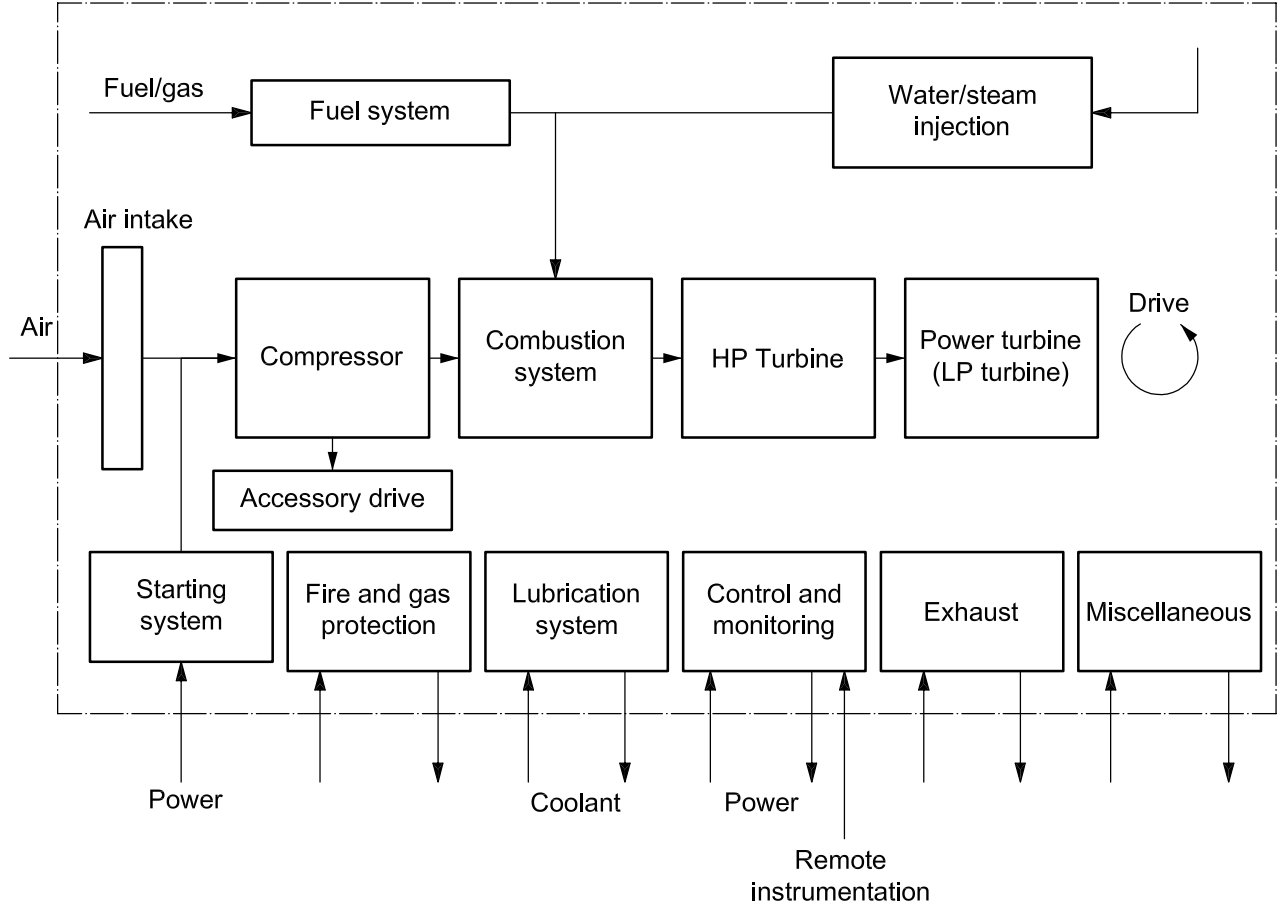 Fuel/gas
Fuel system
Water/steam
injection
Air intake
Air
Compressor
Combustion
system
HP Turbine
Power turbine
(LP turbine)
Drive
Accessory drive
Starting
system
Fire and gas
protection
Lubrication
system
Control and
monitoring
Exhaust
Miscellaneous
Power
Coolant
Power
Remote
instrumentation